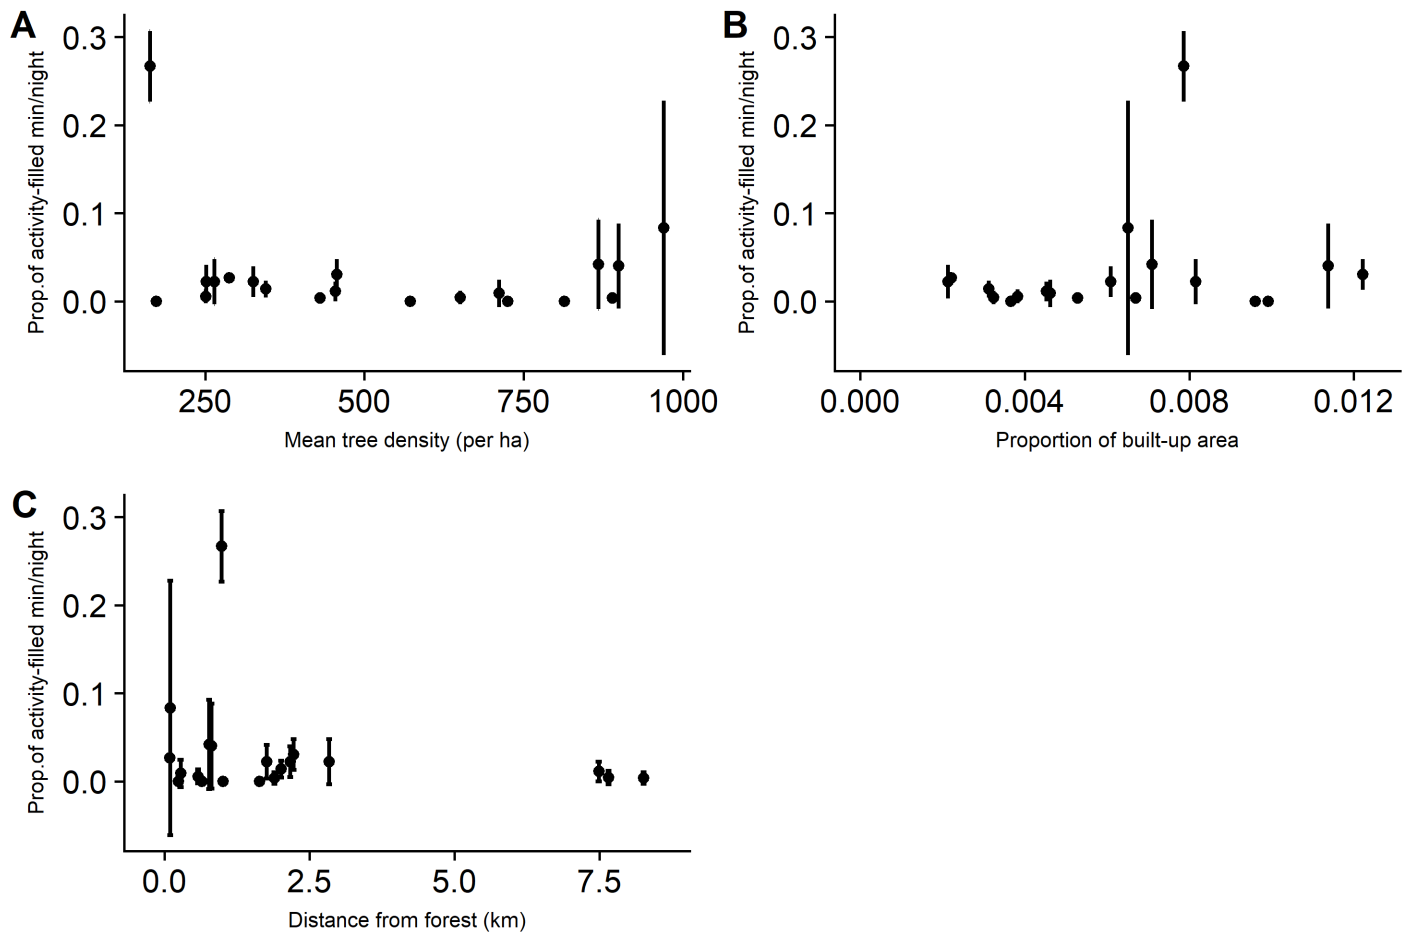 A
Prop.of activity-filled min/night
0.3
0.2
0.1
0.0
250 500 750 1000
Mean tree density (per ha)
B
Prop.of activity-filled min/night
0.3
0.2
0.1
0.0
0.000 0.004 0.008 0.012
Proportion of built-up area
C
Prop.of activity-filled min/night
0.3
0.2
0.1
0.0
0.0 2.5 5.0 7.5
Distance from forest (km)